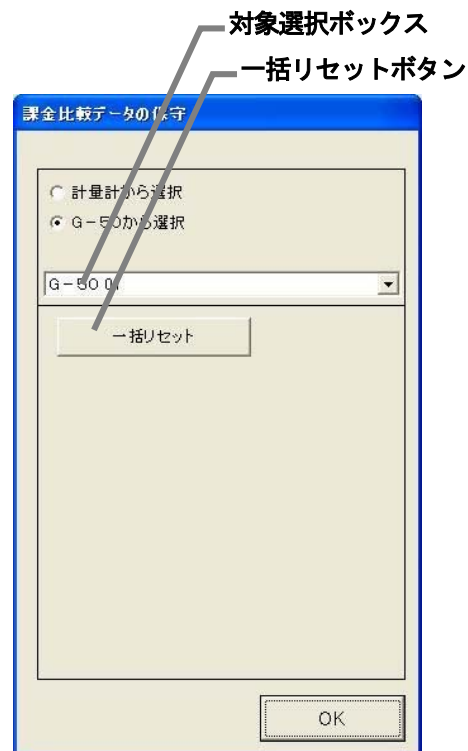 対象選択ボックス
一括リセットボタン
課金比較データの保守
計量計から選択
G－50から選択
G－50 01
一括リセット
OK